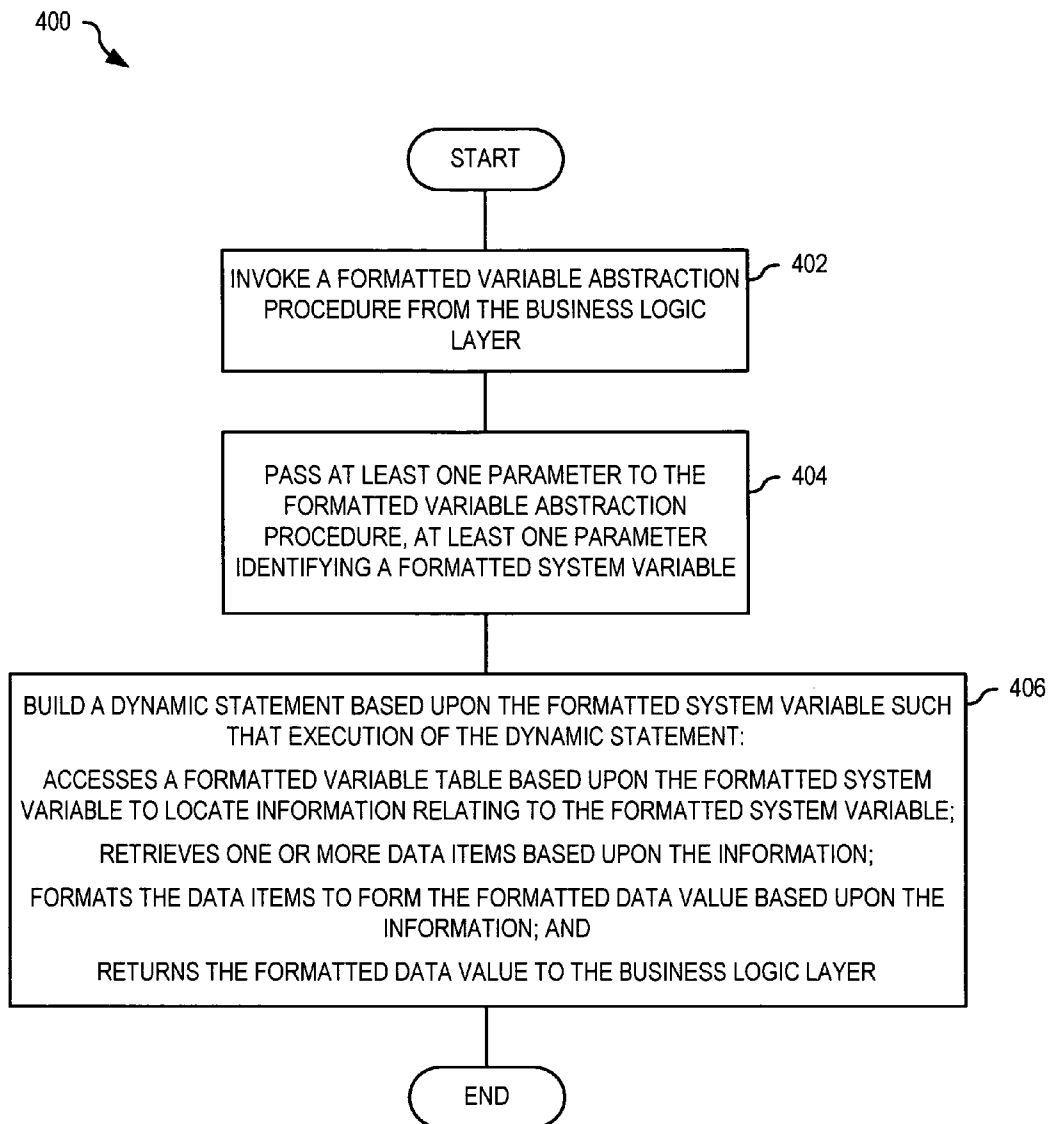 400
START
INVOKE A FORMATTED VARIABLE ABSTRACTION
PROCEDURE FROM THE BUSINESS LOGIC
LAYER
402
PASS AT LEAST ONE PARAMETER TO THE
FORMATTED VARIABLE ABSTRACTION
PROCEDURE, AT LEAST ONE PARAMETER
IDENTIFYING A FORMATTED SYSTEM VARIABLE
404
BUILD A DYNAMIC STATEMENT BASED UPON THE FORMATTED SYSTEM VARIABLE SUCH
THAT EXECUTION OF THE DYNAMIC STATEMENT:
ACCESSES A FORMATTED VARIABLE TABLE BASED UPON THE FORMATTED SYSTEM
VARIABLE TO LOCATE INFORMATION RELATING TO THE FORMATTED SYSTEM VARIABLE;
RETRIEVES ONE OR MORE DATA ITEMS BASED UPON THE INFORMATION;
FORMATS THE DATA ITEMS TO FORM THE FORMATTED DATA VALUE BASED UPON THE
INFORMATION; AND
RETURNS THE FORMATTED DATA VALUE TO THE BUSINESS LOGIC LAYER
406
END